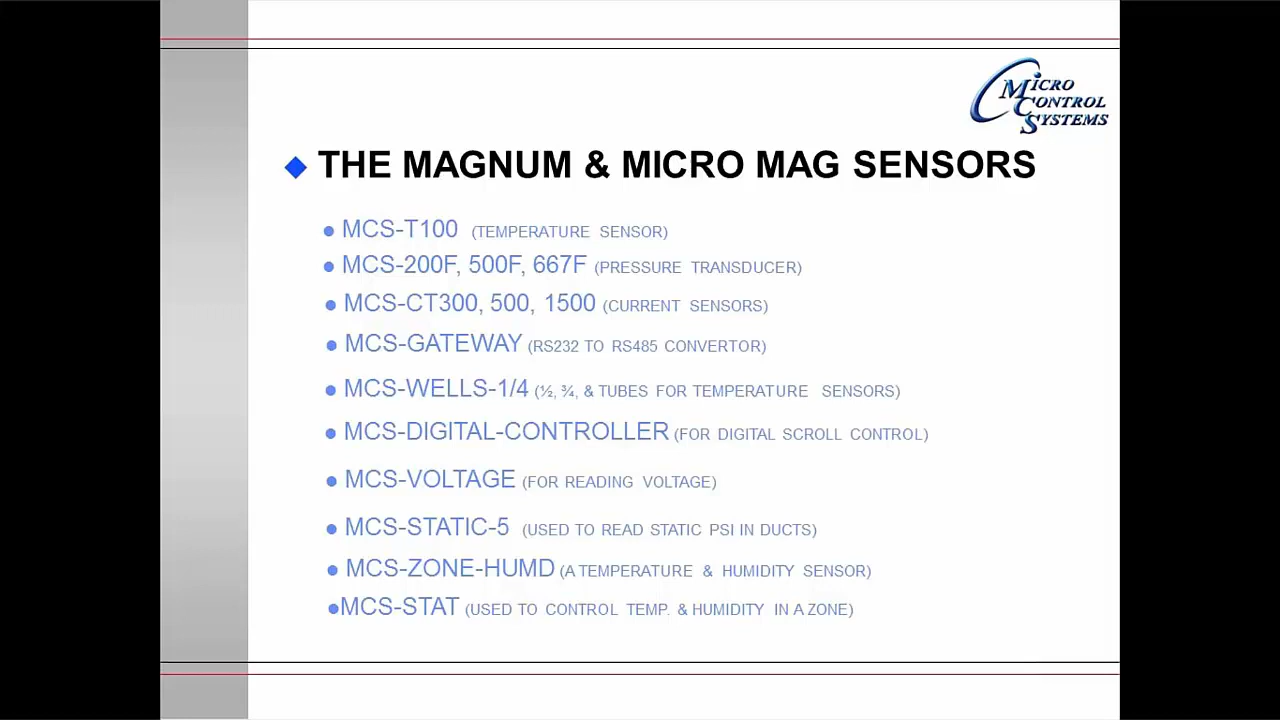 MICRO
CONTROL
SYSTEMS
THE MAGNUM & MICRO MAG SENSORS
MCS-T100 (TEMPERATURE SENSOR)
MCS-200F, 500F, 667F (PRESSURE TRANSDUCER)
MCS-CT300, 500, 1500 (CURRENT SENSORS)
MCS-GATEWAY (RS232 TO RS485 CONVERTOR)
MCS-WELLS-1/4 (½, ¾, & TUBES FOR TEMPERATURE SENSORS)
MCS-DIGITAL-CONTROLLER (FOR DIGITAL SCROLL CONTROL)
MCS-VOLTAGE (FOR READING VOLTAGE)
MCS-STATIC-5 (USED TO READ STATIC PSI IN DUCTS)
MCS-ZONE-HUMD (A TEMPERATURE & HUMIDITY SENSOR)
MCS-STAT (USED TO CONTROL TEMP. & HUMIDITY IN A ZONE)